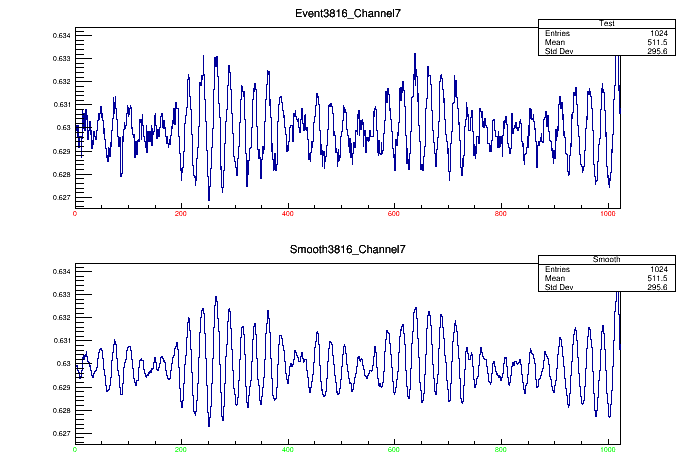 Event3816_Channel7
Test
Entries 1024
Mean 511.5
Std Dev 295.6
0.634
0.633
0.632
0.631
0.63
0.629
0.628
0.627
0 200 400 600 800 1000
Smooth3816_Channel7
Smooth
Entries 1024
Mean 511.5
Std Dev 295.6
0.634
0.633
0.632
0.631
0.63
0.629
0.628
0.627
0 200 400 600 800 1000